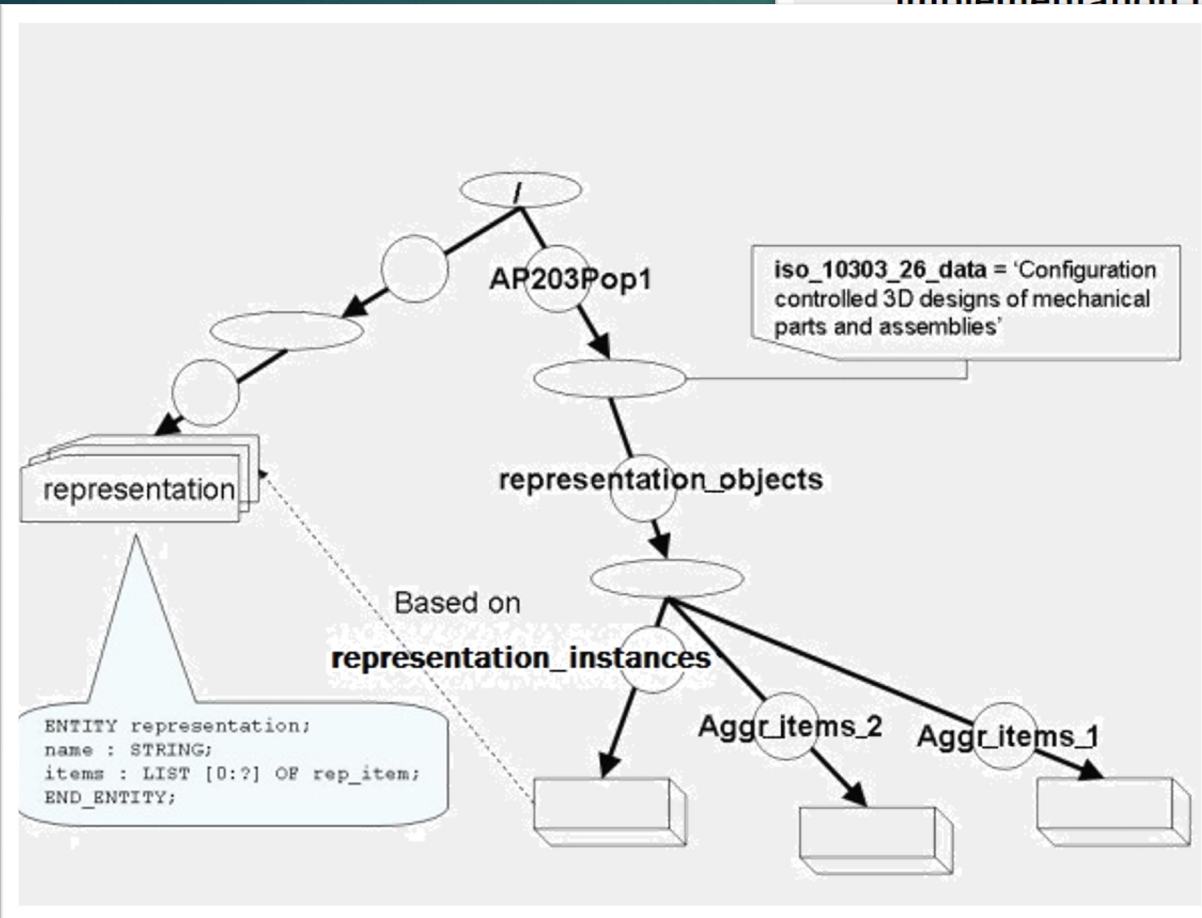 /
AP203Pop1
iso_10303_26_data = ‘Configuration
controlled 3D designs of mechanical
parts and assemblies’
representation
representation_objects
Based on
representation_instances
Aggr_items_2
Aggr_items_1
ENTITY representation;
name : STRING;
items : LIST [0:?] OF rep_item;
END_ENTITY;